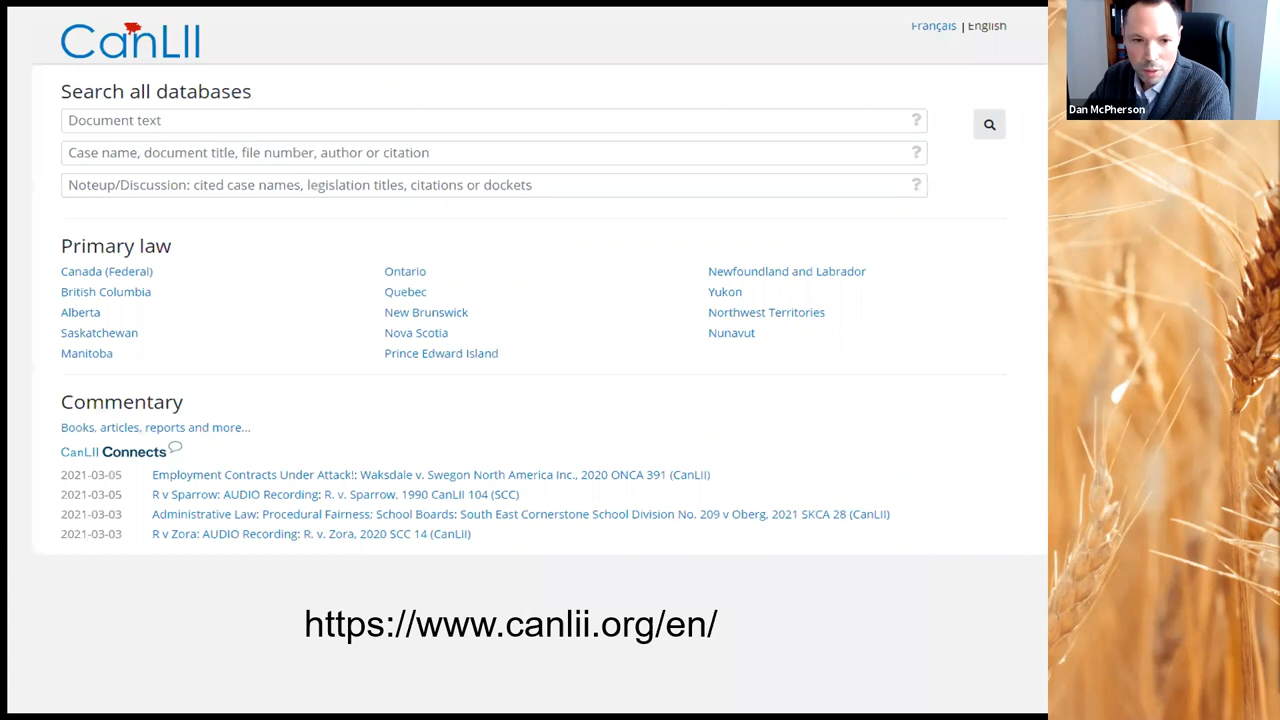 CanLII
Français | English
Dan McPherson
Search all databases
Document text ?
Case name, document title, file number, author or citation ?
Noteup/Discussion: cited case names, legislation titles, citations or dockets ?
Primary law
Canada (Federal)
British Columbia
Alberta
Saskatchewan
Manitoba
Ontario
Quebec
New Brunswick
Nova Scotia
Prince Edward Island
Newfoundland and Labrador
Yukon
Northwest Territories
Nunavut
Commentary
Books, articles, reports and more...
CanLII Connects
2021-03-05 Employment Contracts Under Attack!: Waksdale v. Swegon North America Inc., 2020 ONCA 391 (CanLII)
2021-03-05 R v Sparrow: AUDIO Recording: R. v. Sparrow, 1990 CanLII 104 (SCC)
2021-03-03 Administrative Law: Procedural Fairness; School Boards: South East Cornerstone School Division No. 209 v Oberg, 2021 SKCA 28 (CanLII)
2021-03-03 R v Zora: AUDIO Recording: R. v. Zora, 2020 SCC 14 (CanLII)
https://www.canlii.org/en/